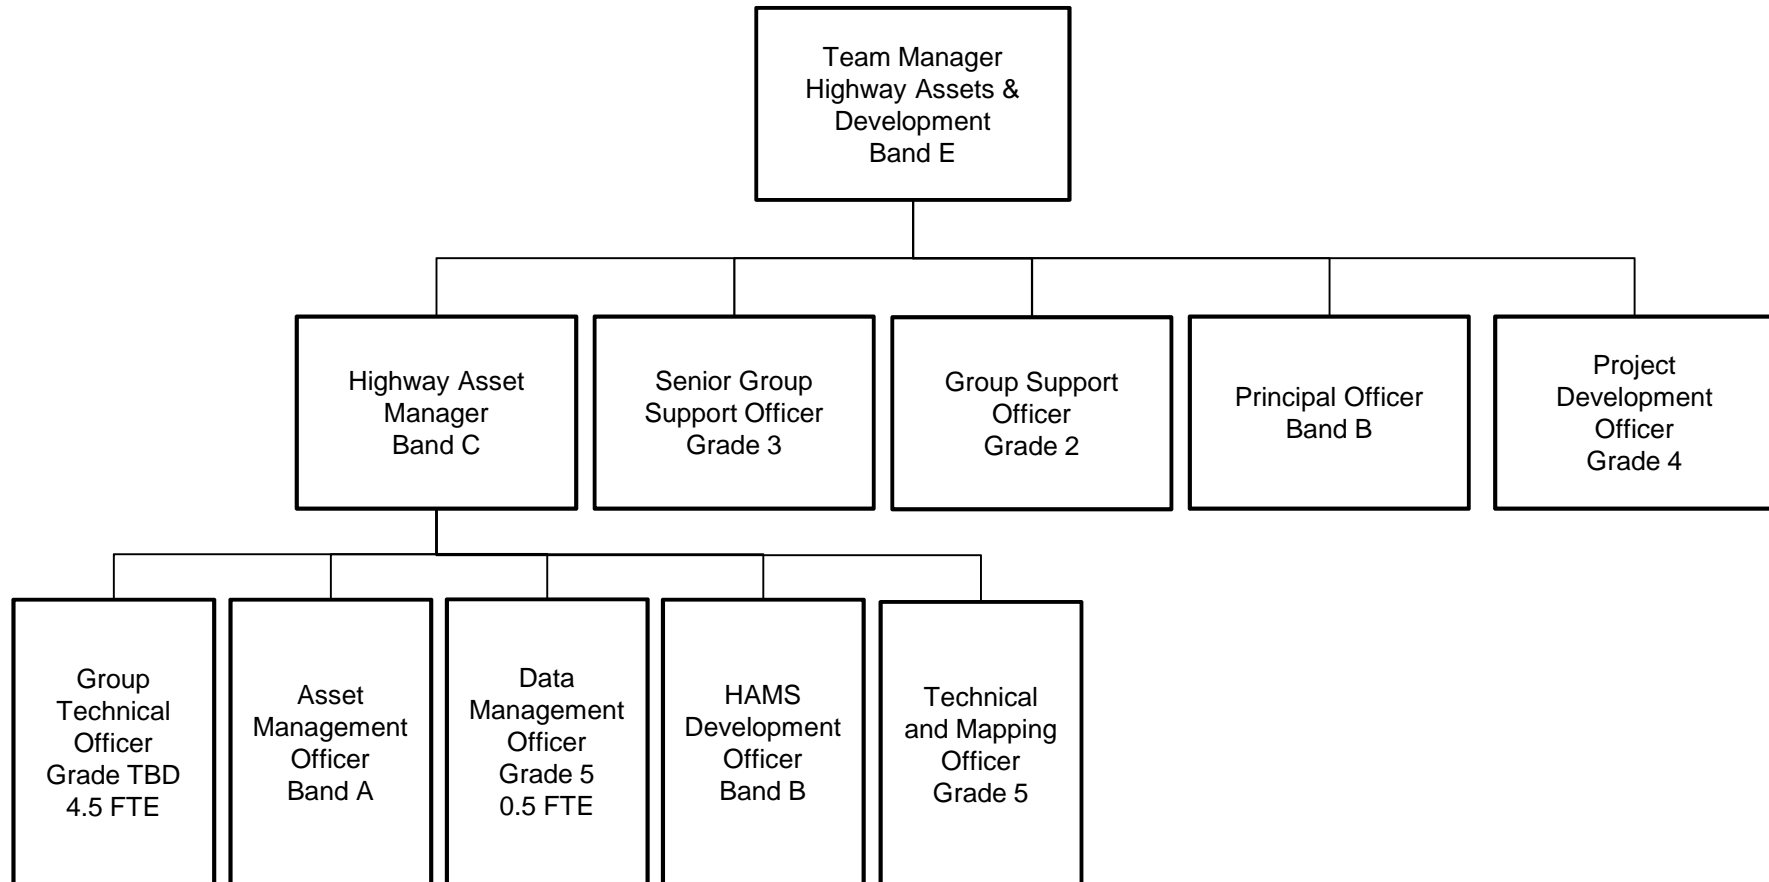 Team Manager
Highway Assets &
Development
Band E
Highway Asset
Manager
Band C
Senior Group
Support Officer
Grade 3
Group Support
Officer
Grade 2
Principal Officer
Band B
Project
Development
Officer
Grade 4
Group
Technical
Officer
Grade TBD
4.5 FTE
Asset
Management
Officer
Band A
Data
Management
Officer
Grade 5
0.5 FTE
HAMS
Development
Officer
Band B
Technical
and Mapping
Officer
Grade 5